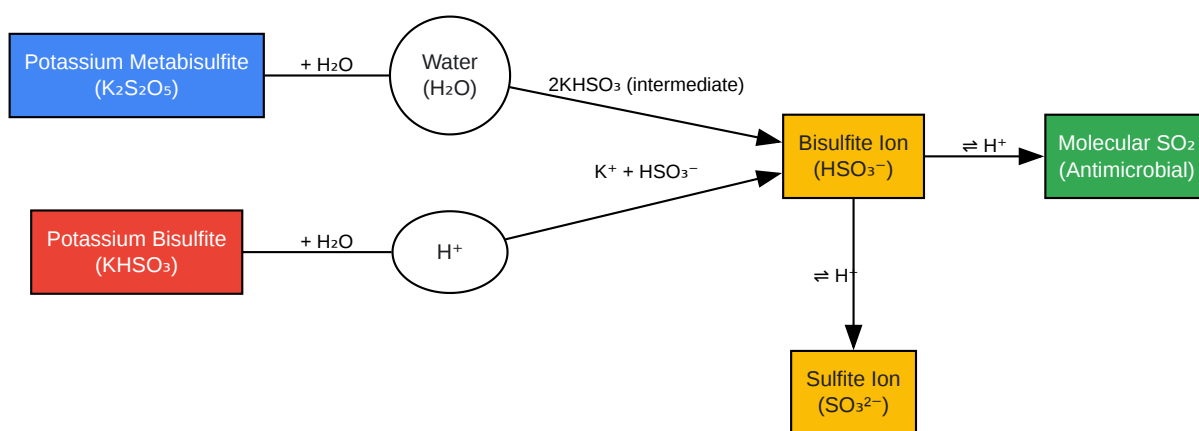 Potassium Metabisulfite
(K₂S₂O₅)
+ H₂O
Water
(H₂O)
2KHSO₃ (intermediate)
Bisulfite Ion
(HSO₃⁻)
⇌ H⁺
Molecular SO₂
(Antimicrobial)
K⁺ + HSO₃⁻
Potassium Bisulfite
(KHSO₃)
+ H₂O
H⁺
⇌ H⁺
Sulfite Ion
(SO₃²⁻)